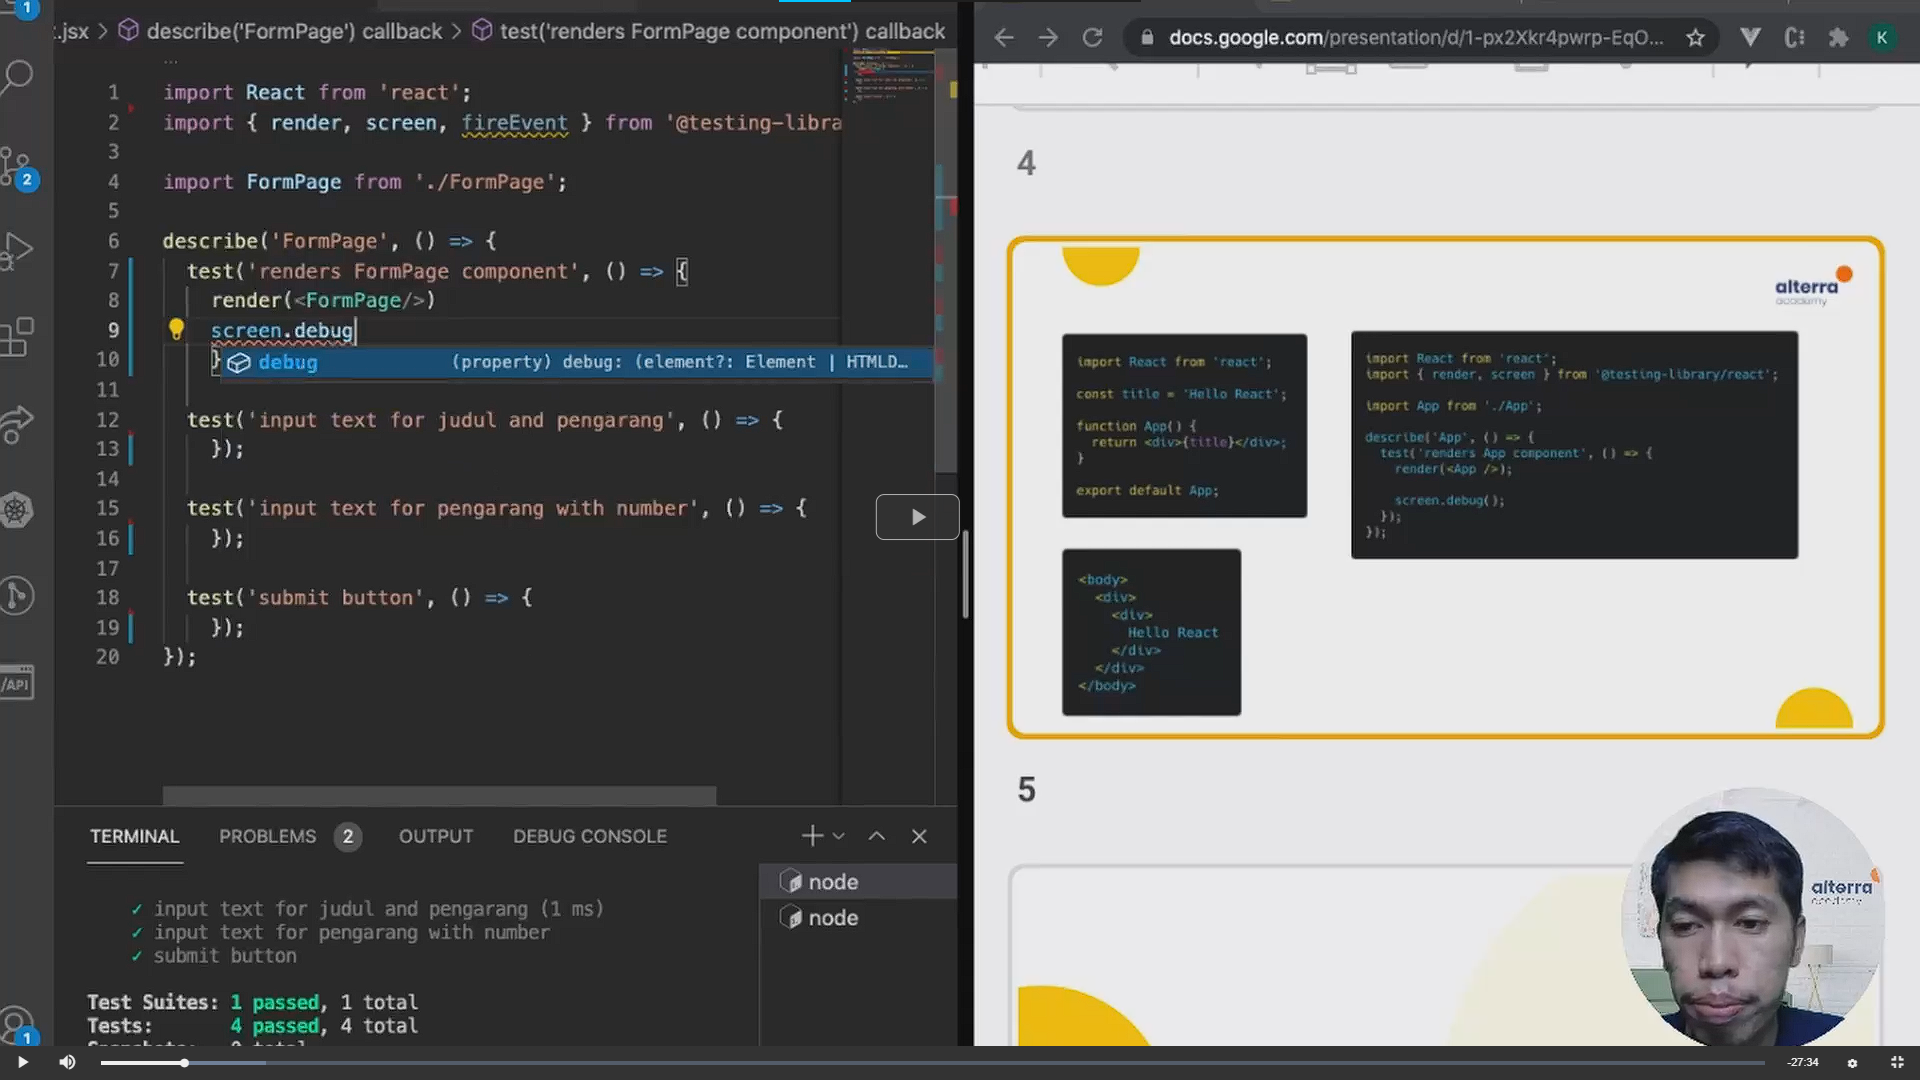 .jsx > describe('FormPage') callback > test('renders FormPage component') callback
...
1 import React from 'react';
2 import { render, screen, fireEvent } from '@testing-libra
3
4 import FormPage from './FormPage';
5
6 describe('FormPage', () => {
7 test('renders FormPage component', () => {
8 render(<FormPage/>)
9 screen.debug
10 }
debug (property) debug: (element?: Element | HTMLD…
11
12 test('input text for judul and pengarang', () => {
13 });
14
15 test('input text for pengarang with number', () => {
16 });
17
18 test('submit button', () => {
19 });
20 });
1
2
/API
1
TERMINAL PROBLEMS 2 OUTPUT DEBUG CONSOLE
✓ input text for judul and pengarang (1 ms)
✓ input text for pengarang with number
✓ submit button
Test Suites: 1 passed, 1 total
Tests: 4 passed, 4 total
node
node
docs.google.com/presentation/d/1-px2Xkr4pwrp-EqO...
K
4
alterra
academy
import React from 'react';
const title = 'Hello React';
function App() {
return <div>{title}</div>;
}
export default App;
import React from 'react';
import { render, screen } from '@testing-library/react';
import App from './App';
describe('App', () => {
test('renders App component', () => {
render(<App />);
screen.debug();
});
});
<body>
<div>
<div>
Hello React
</div>
</div>
</body>
5
alterra
academy
-27:34